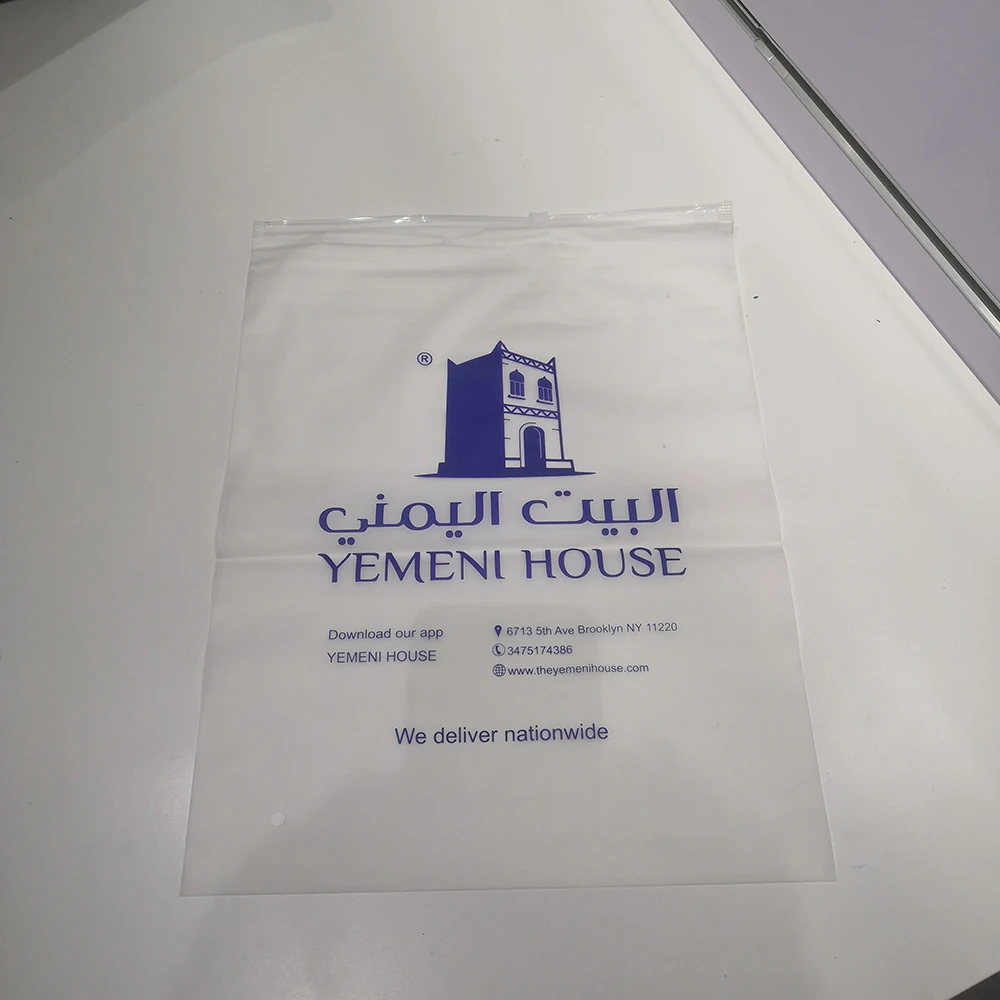 ®
البيت اليمني
YEMENI HOUSE
Download our app
YEMENI HOUSE
6713 5th Ave Brooklyn NY 11220
3475174386
www.theyemenihouse.com
We deliver nationwide